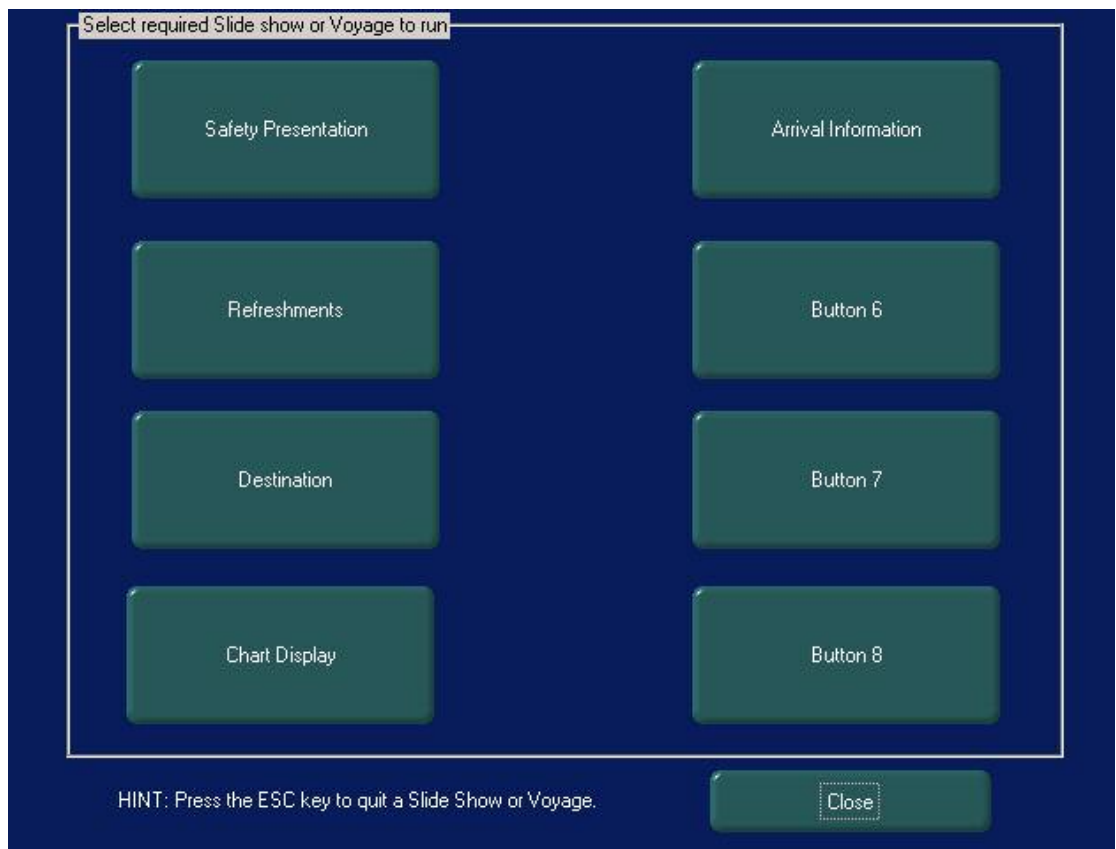 Select required Slide show or Voyage to run
Safety Presentation
Arrival Information
Refreshments
Button 6
Destination
Button 7
Chart Display
Button 8
HINT: Press the ESC key to quit a Slide Show or Voyage.
Close